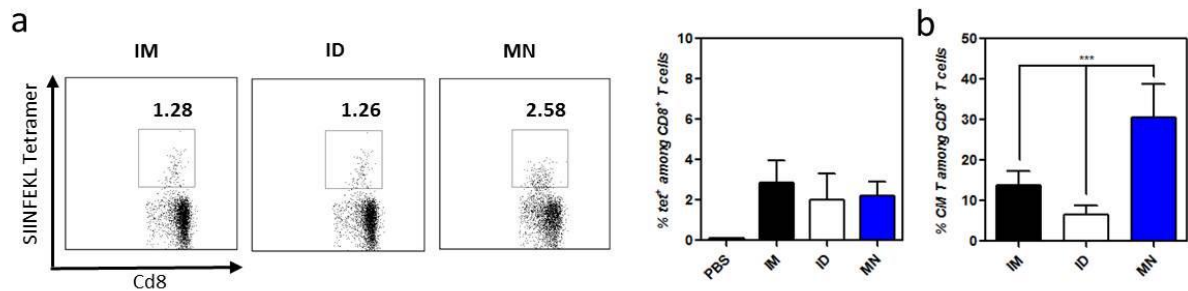 a
IM
ID
MN
1.28
1.26
2.58
SIINFEKL Tetramer
Cd8
% tet+ among CD8+ T cells
10
8
6
4
2
0
PBS
IM
ID
MN
b
% CM T among CD8+ T cells
50
40
30
20
10
0
***
IM
ID
MN